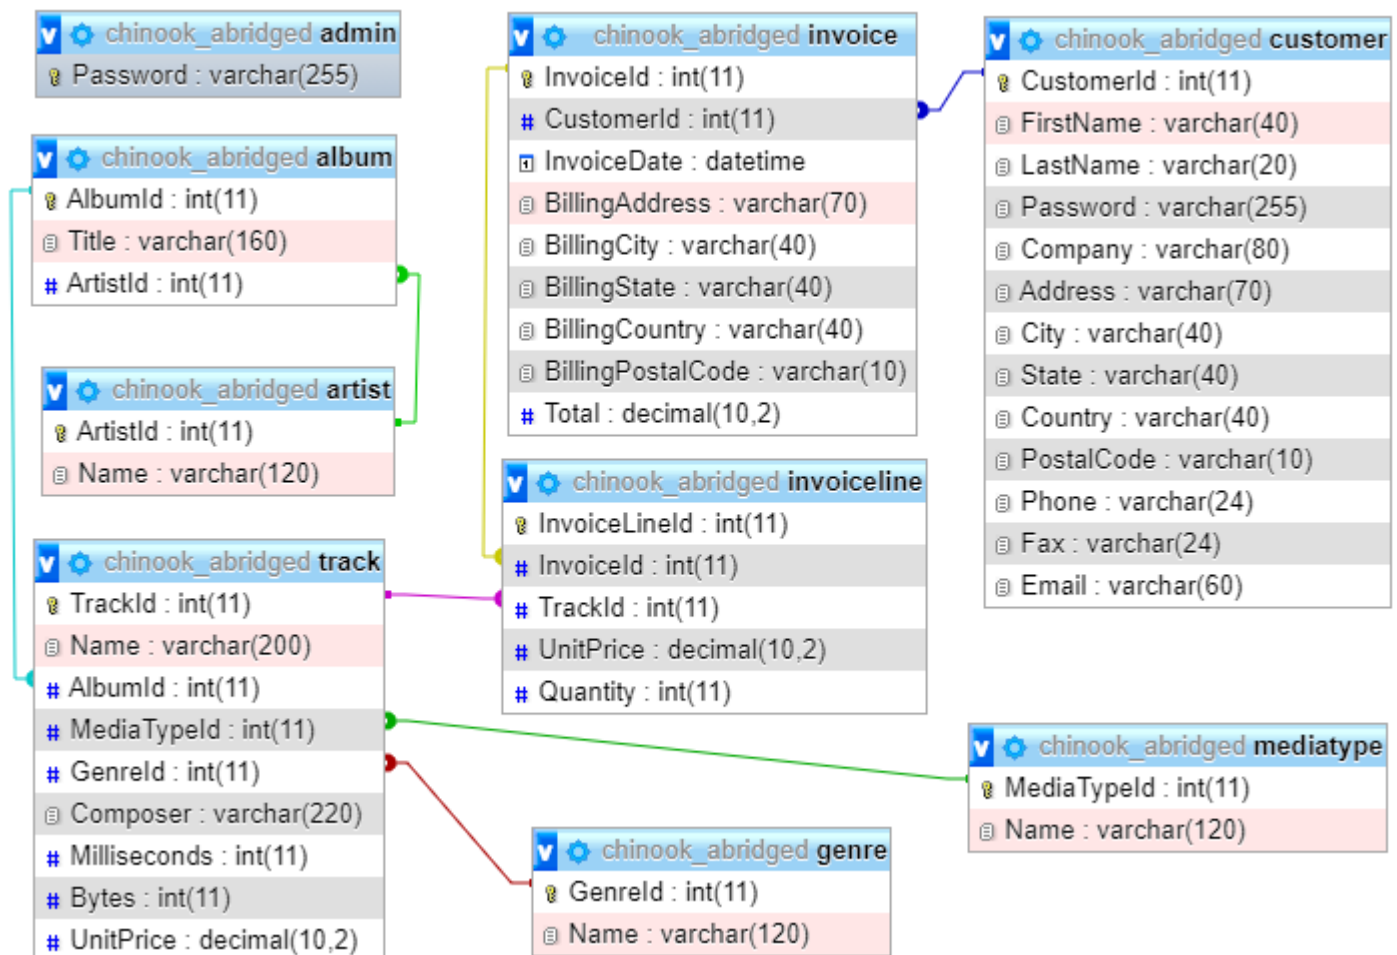 chinook_abridged admin
Password : varchar(255)
chinook_abridged album
AlbumId : int(11)
Title : varchar(160)
ArtistId : int(11)
chinook_abridged artist
ArtistId : int(11)
Name : varchar(120)
chinook_abridged track
TrackId : int(11)
Name : varchar(200)
AlbumId : int(11)
MediaTypeId : int(11)
GenreId : int(11)
Composer : varchar(220)
Milliseconds : int(11)
Bytes : int(11)
UnitPrice : decimal(10,2)
chinook_abridged invoice
InvoiceId : int(11)
CustomerId : int(11)
InvoiceDate : datetime
BillingAddress : varchar(70)
BillingCity : varchar(40)
BillingState : varchar(40)
BillingCountry : varchar(40)
BillingPostalCode : varchar(10)
Total : decimal(10,2)
chinook_abridged invoiceline
InvoiceLineId : int(11)
InvoiceId : int(11)
TrackId : int(11)
UnitPrice : decimal(10,2)
Quantity : int(11)
chinook_abridged genre
GenreId : int(11)
Name : varchar(120)
chinook_abridged customer
CustomerId : int(11)
FirstName : varchar(40)
LastName : varchar(20)
Password : varchar(255)
Company : varchar(80)
Address : varchar(70)
City : varchar(40)
State : varchar(40)
Country : varchar(40)
PostalCode : varchar(10)
Phone : varchar(24)
Fax : varchar(24)
Email : varchar(60)
chinook_abridged mediatype
MediaTypeId : int(11)
Name : varchar(120)